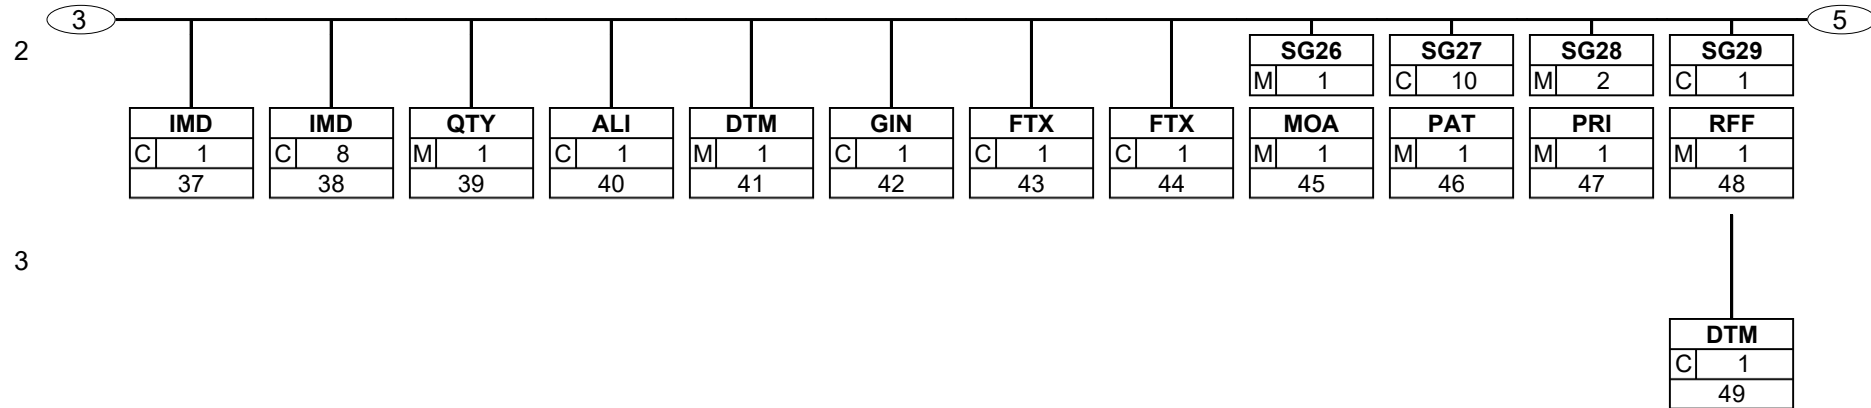 3 5
2 SG26 SG27 SG28 SG29
M 1 C 10 M 2 C 1
IMD IMD QTY ALI DTM GIN FTX FTX MOA PAT PRI RFF
C 1 C 8 M 1 C 1 M 1 C 1 C 1 C 1 M 1 M 1 M 1 M 1
37 38 39 40 41 42 43 44 45 46 47 48
3
DTM
C 1
49